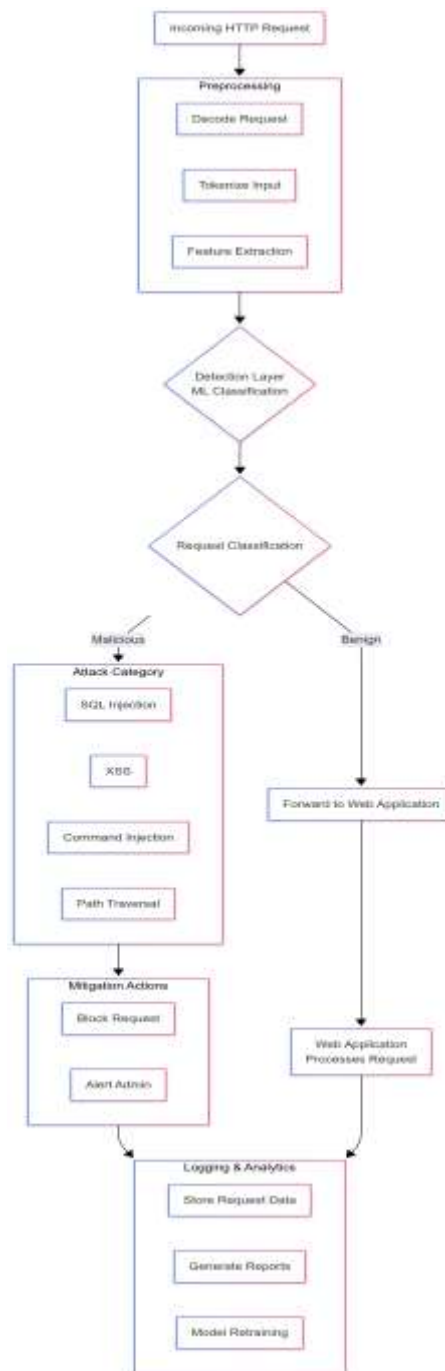 Incoming HTTP Request
Preprocessing
Decode Request
Tokenize Input
Feature Extraction
Detection Layer
ML Classification
Request Classification
Malicious
Benign
Attack Category
SQL Injection
XSS
Forward to Web Application
Command Injection
Path Traversal
Mitigation Actions
Block Request
Web Application
Processes Request
Alert Admin
Logging & Analytics
Store Request Data
Generate Reports
Model Retraining